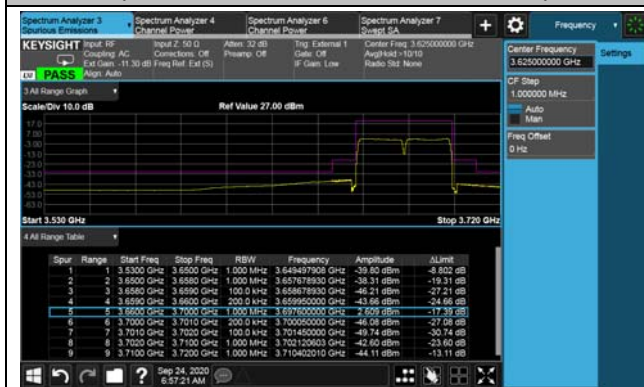 Spectrum Analyzer 3
Spurious Emissions
Spectrum Analyzer 4
Channel Power
Spectrum Analyzer 6
Channel Power
Spectrum Analyzer 7
Swept SA
+
Frequency
KEYSIGHT
Input: RF
Coupling: AC
Ext Gain: -11.30 dB
Align: Auto
Input Z: 50 Ω
Corrections: Off
Freq Ref: Ext (S)
Atten: 32 dB
Preamp: Off
Trig: External 1
Gate: Off
IF Gain: Low
Center Freq: 3.625000000 GHz
Avg|Hold:>10/10
Radio Std: None
LXI
PASS
Center Frequency
3.625000000 GHz
Settings
CF Step
1.000000 MHz
Auto
Man
Freq Offset
0 Hz
3 All Range Graph
Scale/Div 10.0 dB
Ref Value 27.00 dBm
17.0
7.00
-3.00
-13.0
-23.0
-33.0
-43.0
-53.0
-63.0
Start 3.530 GHz
Stop 3.720 GHz
4 All Range Table
Spur Range Start Freq Stop Freq RBW Frequency Amplitude ΔLimit
1 1 3.5300 GHz 3.6500 GHz 1.000 MHz 3.649497908 GHz -39.80 dBm -8.802 dB
2 2 3.6500 GHz 3.6580 GHz 1.000 MHz 3.657678930 GHz -38.31 dBm -19.31 dB
3 3 3.6580 GHz 3.6590 GHz 100.0 kHz 3.658678930 GHz -46.21 dBm -27.21 dB
4 4 3.6590 GHz 3.6600 GHz 200.0 kHz 3.659950000 GHz -43.66 dBm -24.66 dB
5 5 3.6600 GHz 3.7000 GHz 1.000 MHz 3.697600000 GHz 2.609 dBm -17.39 dB
6 6 3.7000 GHz 3.7010 GHz 200.0 kHz 3.700050000 GHz -46.08 dBm -27.08 dB
7 7 3.7010 GHz 3.7020 GHz 100.0 kHz 3.701450000 GHz -49.74 dBm -30.74 dB
8 8 3.7020 GHz 3.7100 GHz 1.000 MHz 3.702120603 GHz -42.60 dBm -23.60 dB
9 9 3.7100 GHz 3.7200 GHz 1.000 MHz 3.710402010 GHz -44.11 dBm -13.11 dB
?
Sep 24, 2020
6:57:21 AM